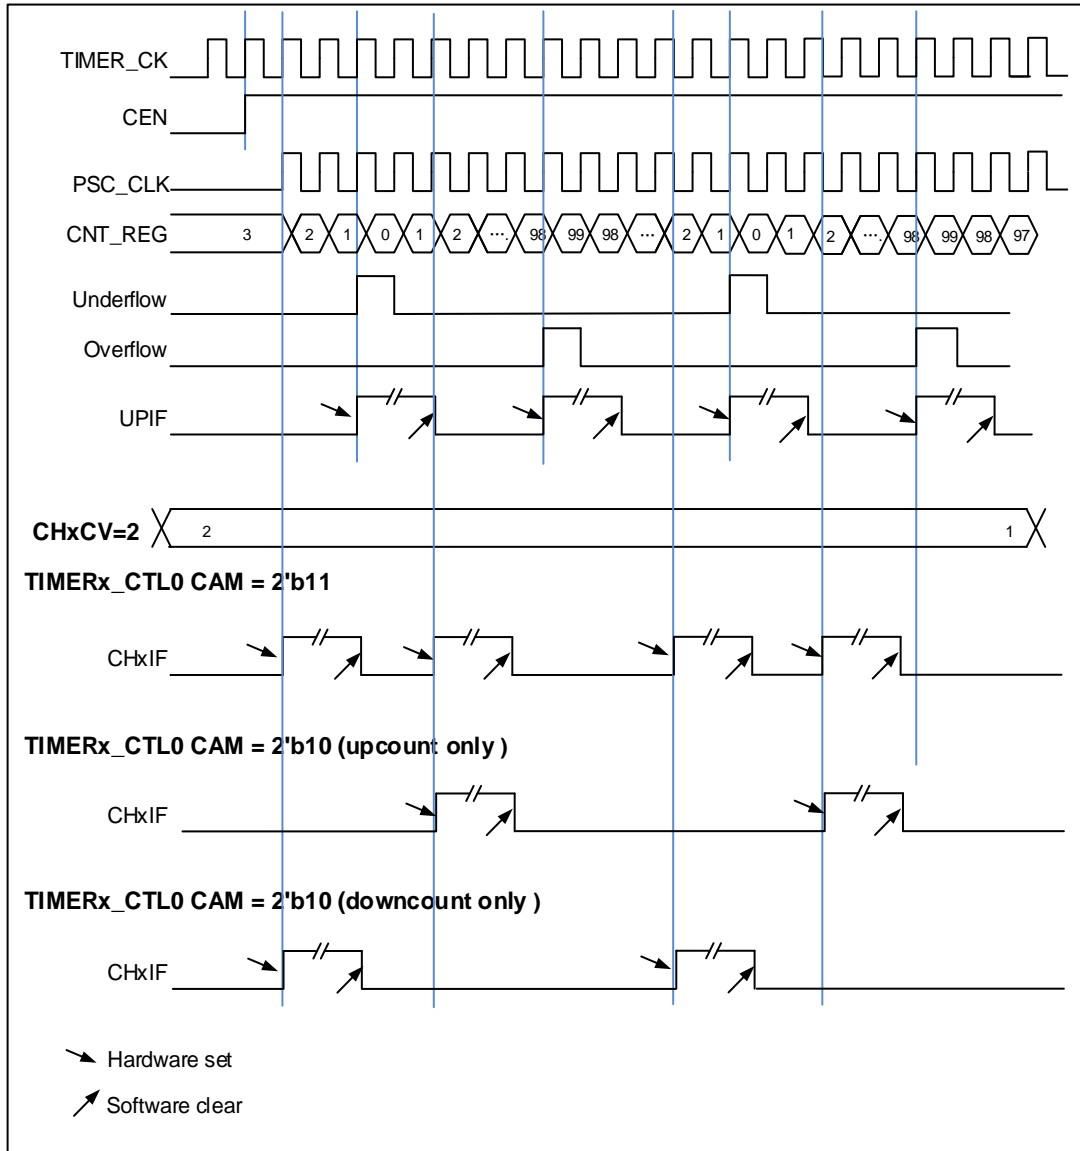 TIMER_CK
CEN
PSC_CLK
CNT_REG 3 2 1 0 1 2 .... 98 99 98 ... 2 1 0 1 2 .... 98 99 98 97
Underflow
Overflow
UPIF
CHxCV=2 2 1
TIMERx_CTL0 CAM = 2'b11
CHxIF
TIMERx_CTL0 CAM = 2'b10 (upcount only )
CHxIF
TIMERx_CTL0 CAM = 2'b10 (downcount only )
CHxIF
Hardware set
Software clear